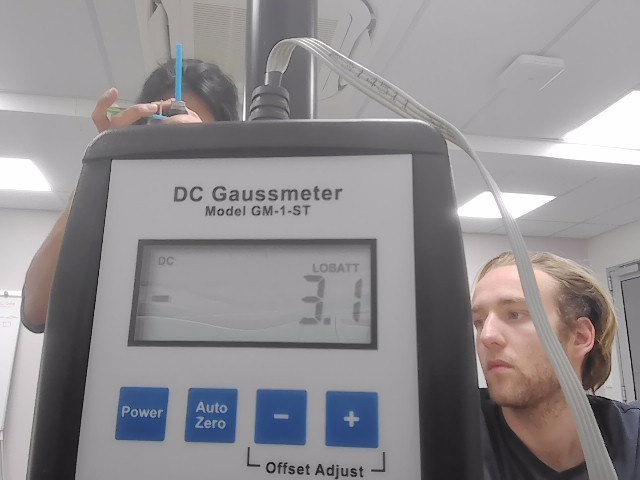 DC Gaussmeter
Model GM-1-ST
DC
LOBATT
- 3.1
Power
Auto
Zero
-
+
Offset Adjust